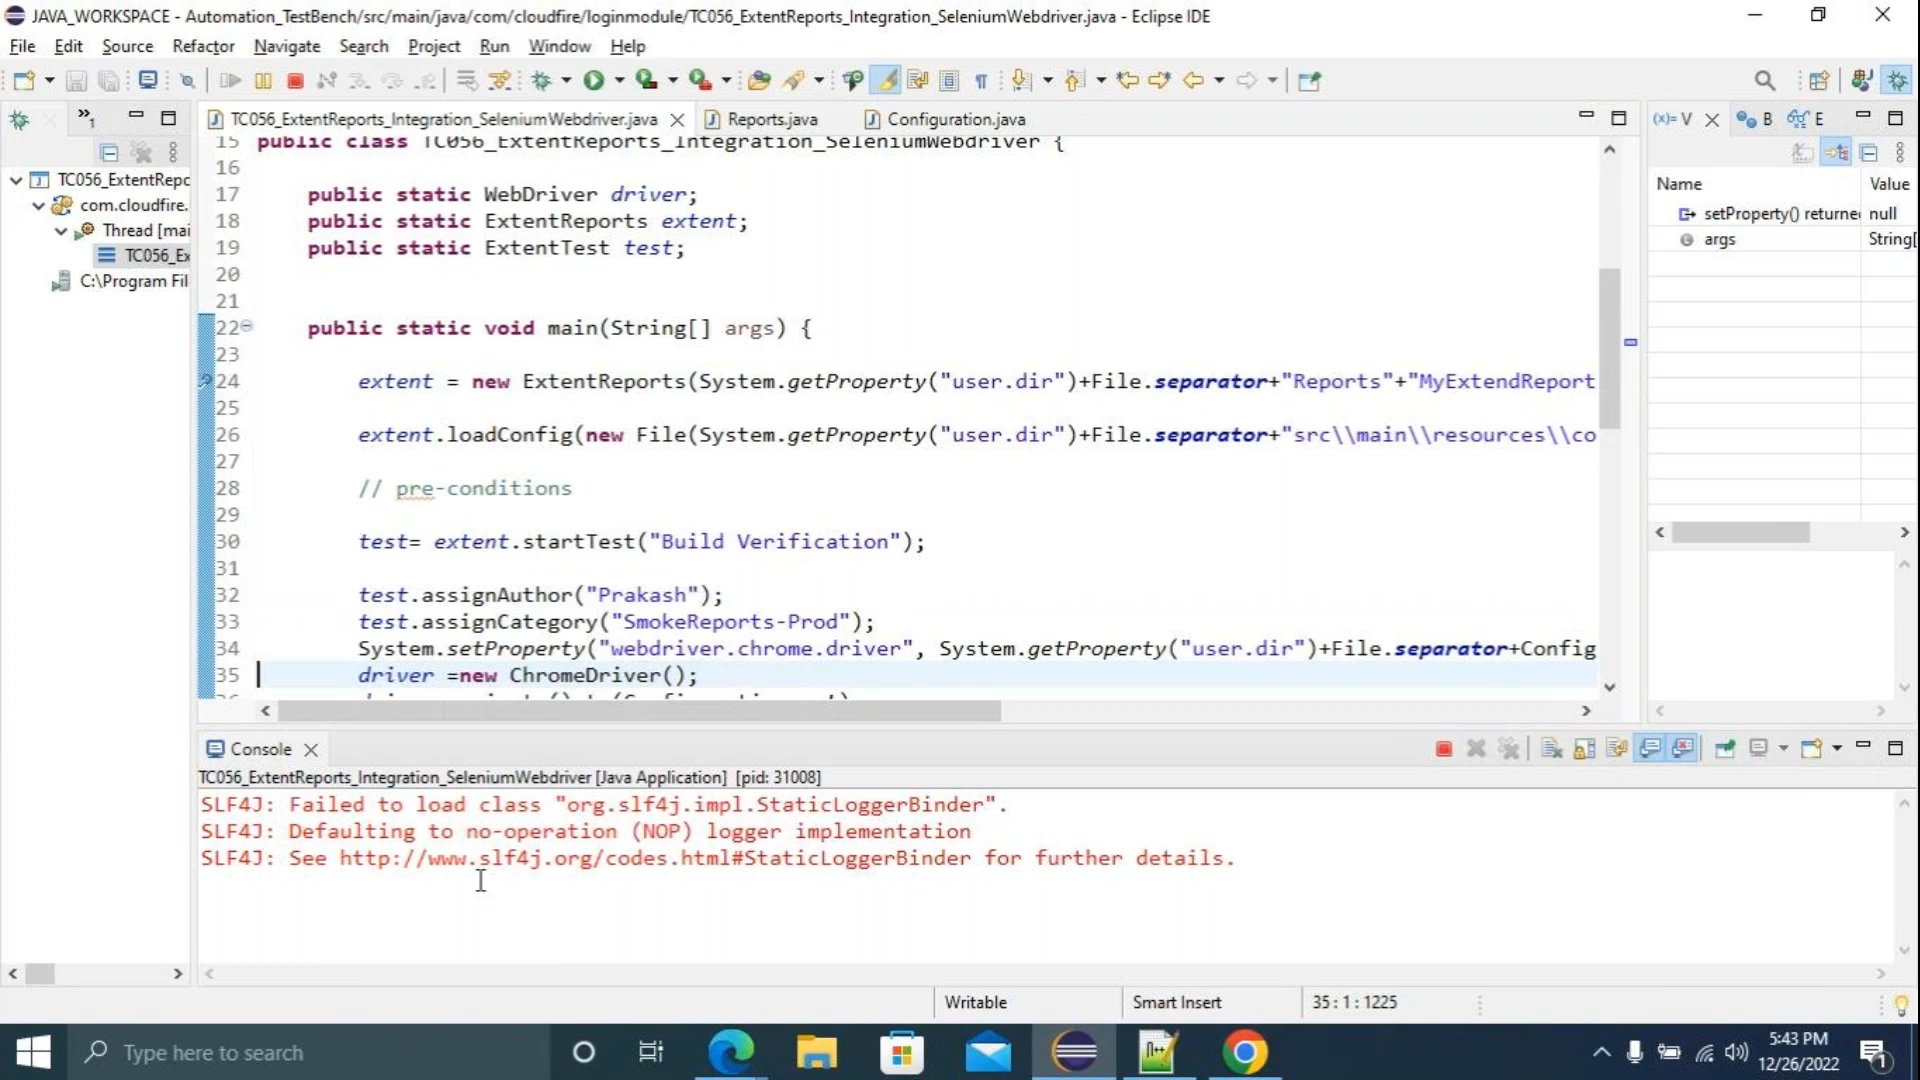 JAVA_WORKSPACE - Automation_TestBench/src/main/java/com/cloudfire/loginmodule/TC056_ExtentReports_Integration_SeleniumWebdriver.java - Eclipse IDE
File Edit Source Refactor Navigate Search Project Run Window Help
TC056_ExtentReports_Integration_SeleniumWebdriver.java
Reports.java
Configuration.java
»1
(x)= V
B
E
TC056_ExtentRepo
com.cloudfire.
Thread [mai
TC056_Ex
C:\Program Fil
15 public class TC056_ExtentReports_Integration_SeleniumWebdriver {
16
17 public static WebDriver driver;
18 public static ExtentReports extent;
19 public static ExtentTest test;
20
21
22 public static void main(String[] args) {
23
24 extent = new ExtentReports(System.getProperty("user.dir")+File.separator+"Reports"+"MyExtendReport
25
26 extent.loadConfig(new File(System.getProperty("user.dir")+File.separator+"src\\main\\resources\\co
27
28 // pre-conditions
29
30 test= extent.startTest("Build Verification");
31
32 test.assignAuthor("Prakash");
33 test.assignCategory("SmokeReports-Prod");
34 System.setProperty("webdriver.chrome.driver", System.getProperty("user.dir")+File.separator+Config
35 driver =new ChromeDriver();
Name Value
setProperty() returned null
args String[
Console
TC056_ExtentReports_Integration_SeleniumWebdriver [Java Application] [pid: 31008]
SLF4J: Failed to load class "org.slf4j.impl.StaticLoggerBinder".
SLF4J: Defaulting to no-operation (NOP) logger implementation
SLF4J: See http://www.slf4j.org/codes.html#StaticLoggerBinder for further details.
Writable
Smart Insert
35 : 1 : 1225
Type here to search
5:43 PM
12/26/2022
1